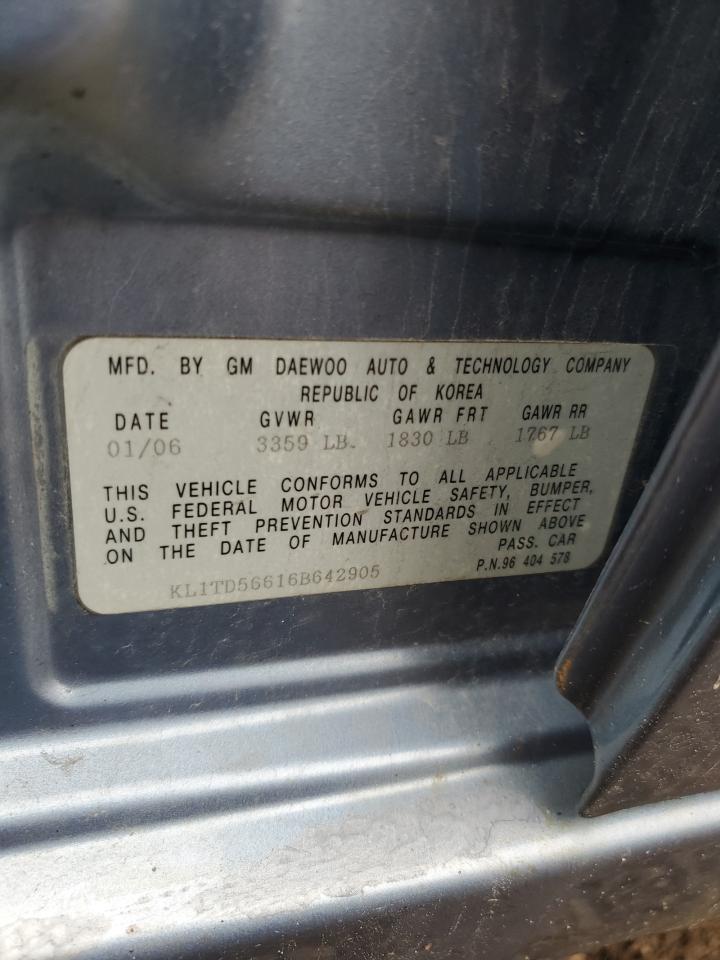 MFD. BY GM DAEWOO AUTO & TECHNOLOGY COMPANY
REPUBLIC OF KOREA
DATE GVWR GAWR FRT GAWR RR
01/06 3359 LB. 1830 LB 1767 LB
THIS VEHICLE CONFORMS TO ALL APPLICABLE
U.S. FEDERAL MOTOR VEHICLE SAFETY, BUMPER,
AND THEFT PREVENTION STANDARDS IN EFFECT
ON THE DATE OF MANUFACTURE SHOWN ABOVE
PASS. CAR
KL1TD56616B642905 P.N.96 404 578